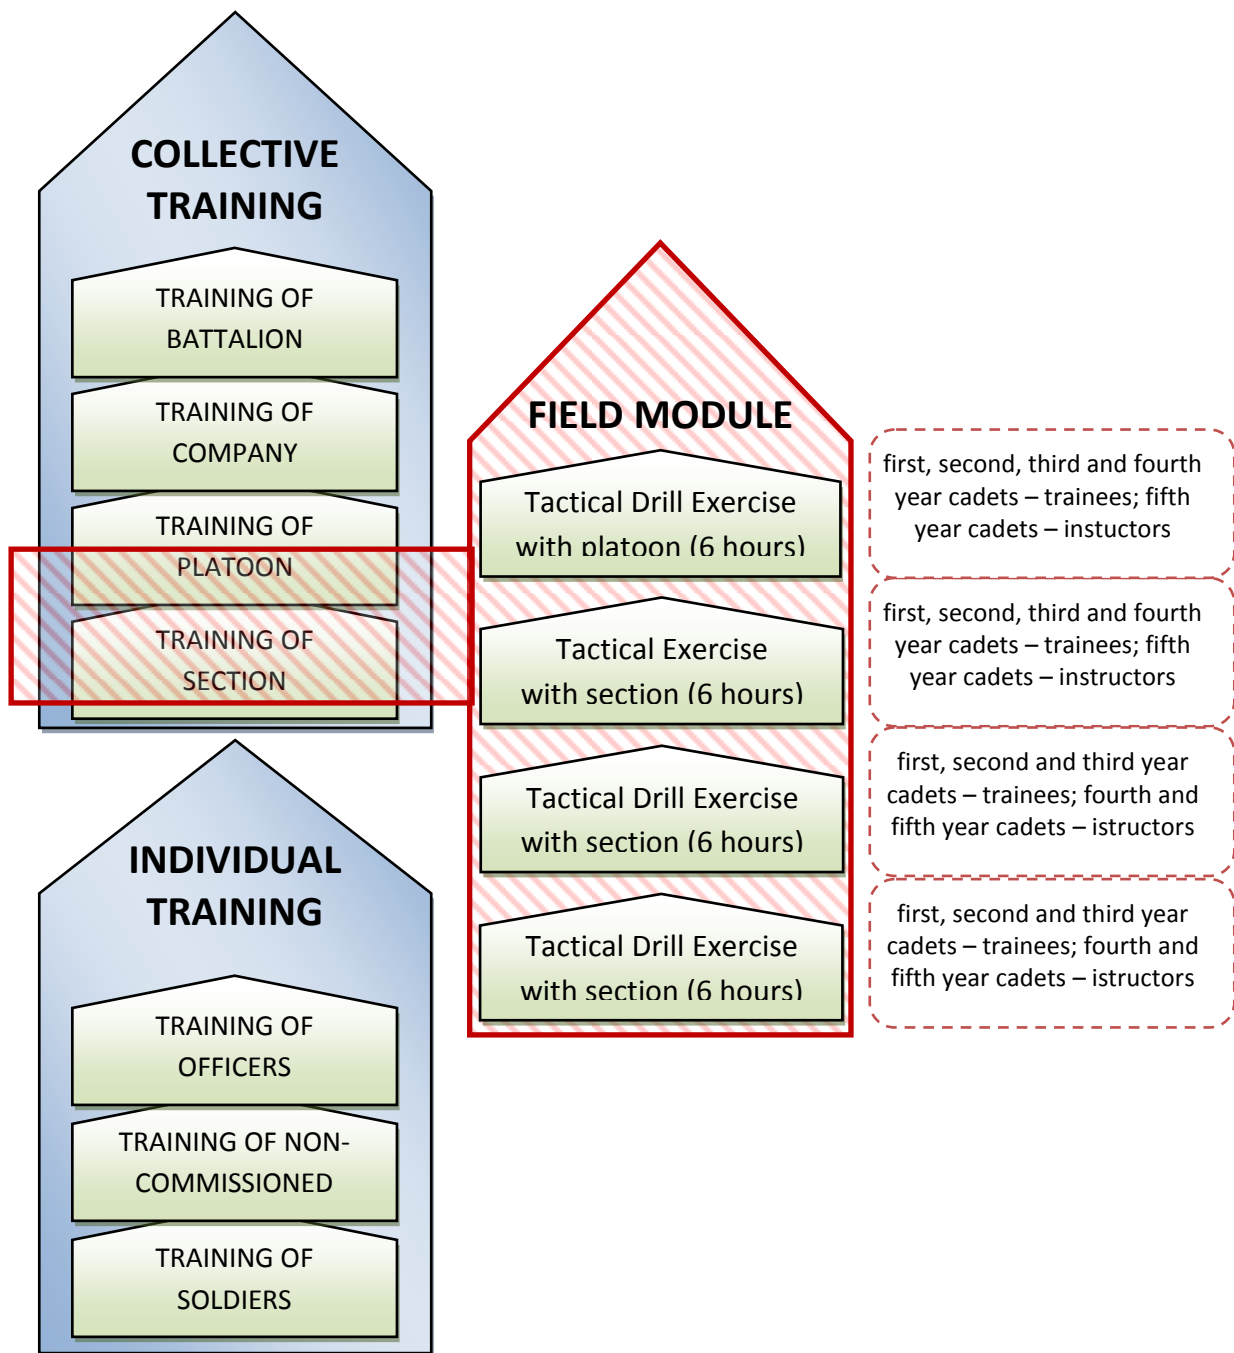 COLLECTIVE
TRAINING
TRAINING OF
BATTALION
TRAINING OF
COMPANY
TRAINING OF
PLATOON
TRAINING OF
SECTION
INDIVIDUAL
TRAINING
TRAINING OF
OFFICERS
TRAINING OF NON-
COMMISSIONED
TRAINING OF
SOLDIERS
FIELD MODULE
Tactical Drill Exercise
with platoon (6 hours)
Tactical Exercise
with section (6 hours)
Tactical Drill Exercise
with section (6 hours)
Tactical Drill Exercise
with section (6 hours)
first, second, third and fourth
year cadets – trainees; fifth
year cadets – instuctors
first, second, third and fourth
year cadets – trainees; fifth
year cadets – instructors
first, second and third year
cadets – trainees; fourth and
fifth year cadets – istructors
first, second and third year
cadets – trainees; fourth and
fifth year cadets – istructors